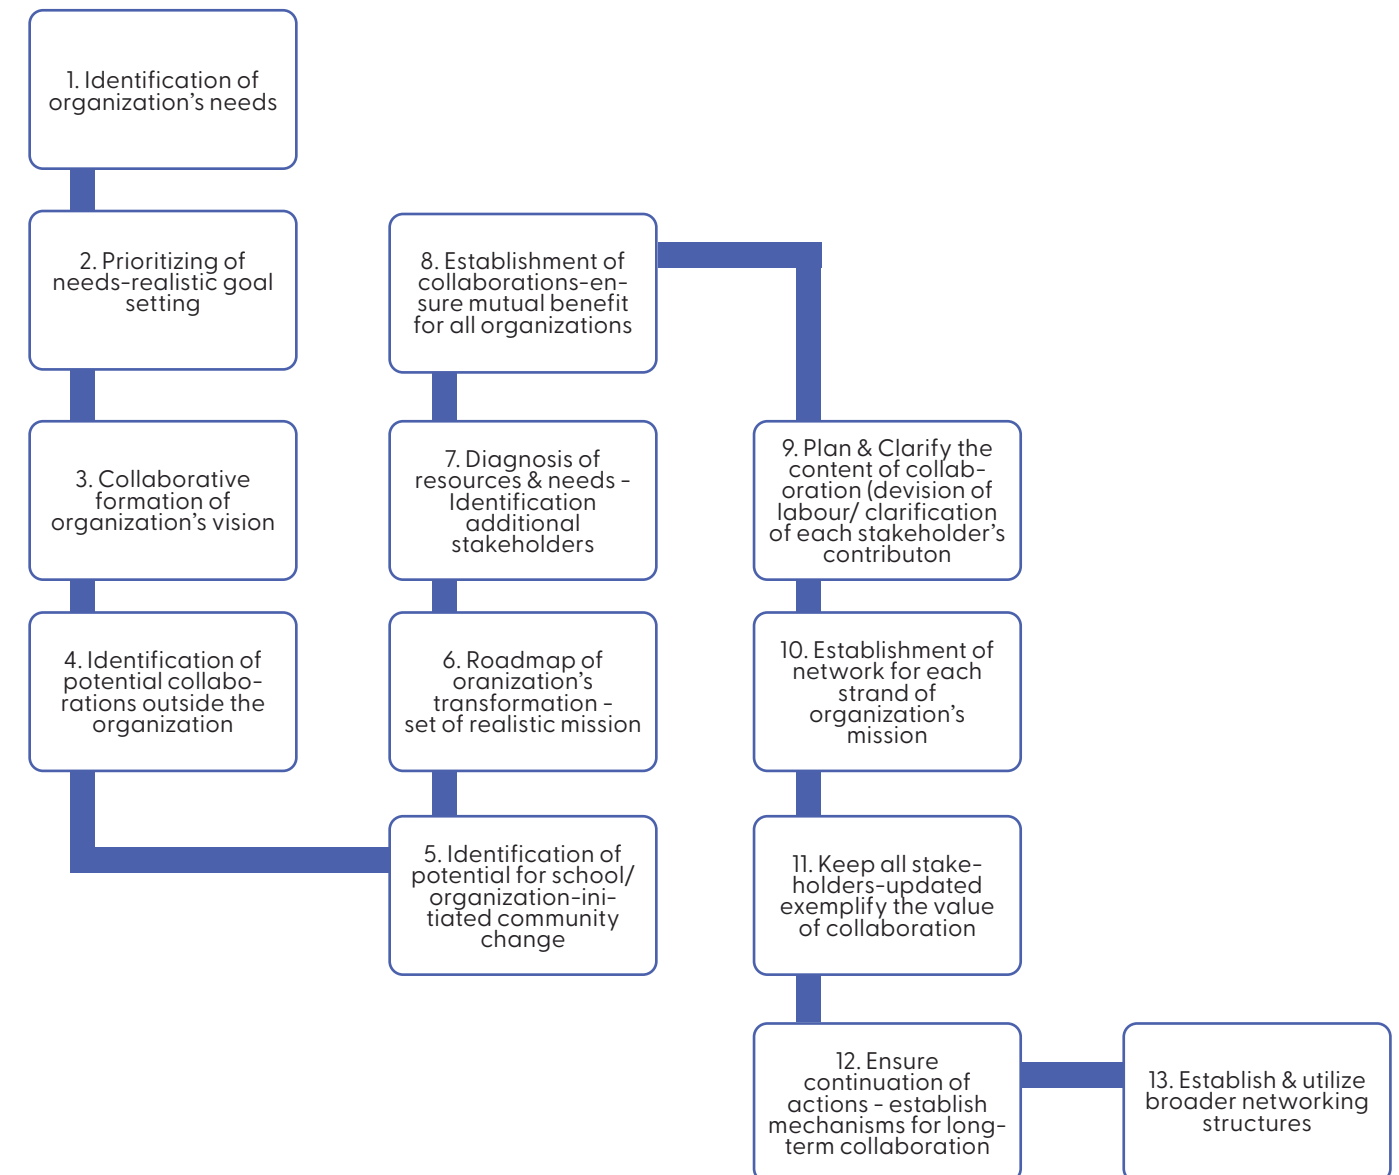 1. Identification of
organization's needs
2. Prioritizing of
needs-realistic goal
setting
3. Collaborative
formation of
organization's vision
4. Identification of
potential collabo-
rations outside the
organization
5. Identification of
potential for school/
organization-ini-
tiated community
change
6. Roadmap of
oranization's
transformation -
set of realistic mission
7. Diagnosis of
resources & needs -
Identification
additional
stakeholders
8. Establishment of
collaborations-en-
sure mutual benefit
for all organizations
9. Plan & Clarify the
content of collab-
oration (devision of
labour/ clarification
of each stakeholder's
contributon
10. Establishment of
network for each
strand of
organization's
mission
11. Keep all stake-
holders-updated
exemplify the value
of collaboration
12. Ensure
continuation of
actions - establish
mechanisms for long-
term collaboration
13. Establish & utilize
broader networking
structures